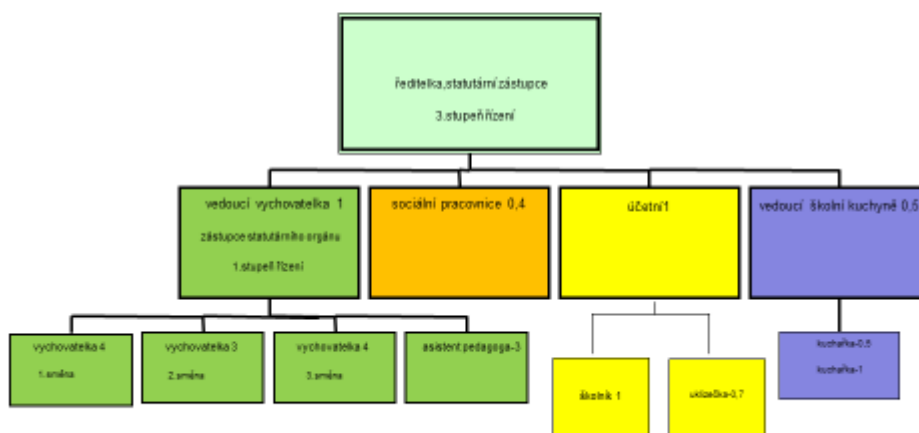 ředitelka,statutární zástupce
3.stupeň řízení
vedoucí vychovatelka 1
zástupce statutárního orgánu
1.stupeň řízení
sociální pracovnice 0,4
účetní1
vedoucí školní kuchyně 0,5
vychovatelka 4
1.směna
vychovatelka 3
2.směna
vychovatelka 4
3.směna
asistent pedagoga-3
školník 1
uklízečka-0,7
kuchařka-0,5
kuchařka-1